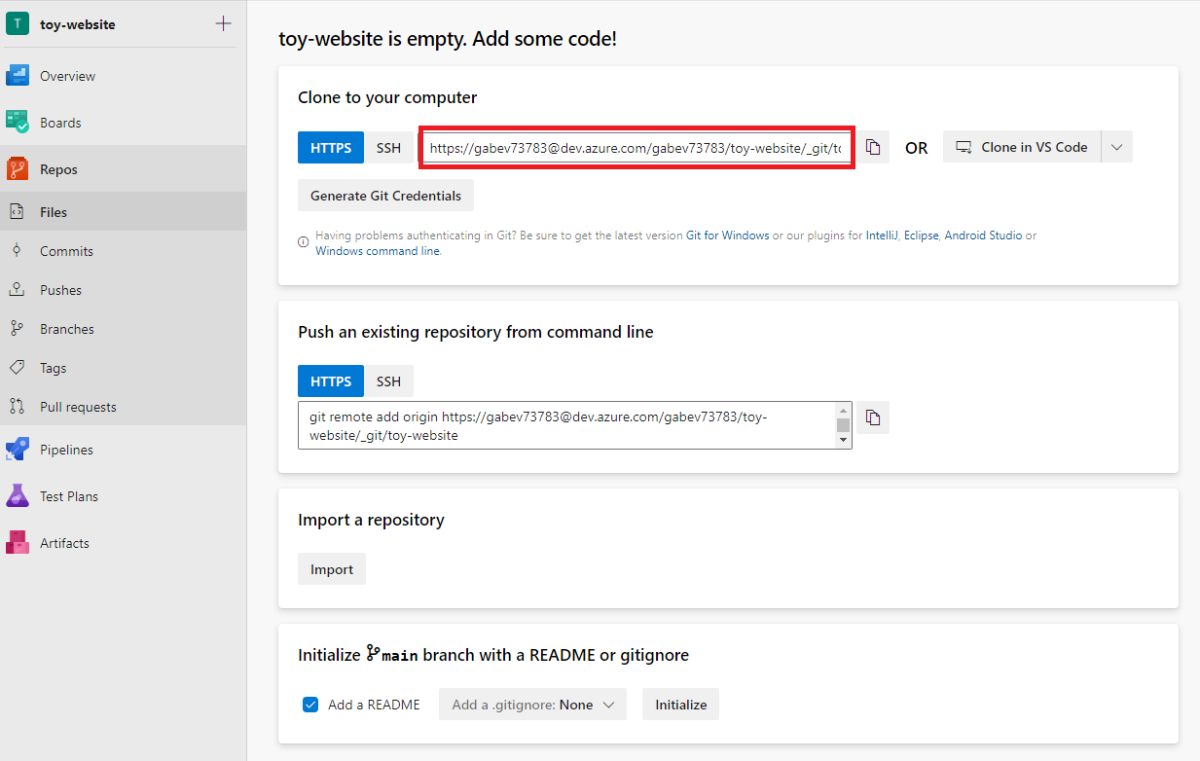 T toy-website
Overview
Boards
Repos
Files
Commits
Pushes
Branches
Tags
Pull requests
Pipelines
Test Plans
Artifacts
toy-website is empty. Add some code!
Clone to your computer
HTTPS SSH https://gabev73783@dev.azure.com/gabev73783/toy-website/_git/to OR Clone in VS Code
Generate Git Credentials
Having problems authenticating in Git? Be sure to get the latest version Git for Windows or our plugins for IntelliJ, Eclipse, Android Studio or
Windows command line.
Push an existing repository from command line
HTTPS SSH
git remote add origin https://gabev73783@dev.azure.com/gabev73783/toy-
website/_git/toy-website
Import a repository
Import
Initialize main branch with a README or gitignore
Add a README Add a .gitignore: None Initialize